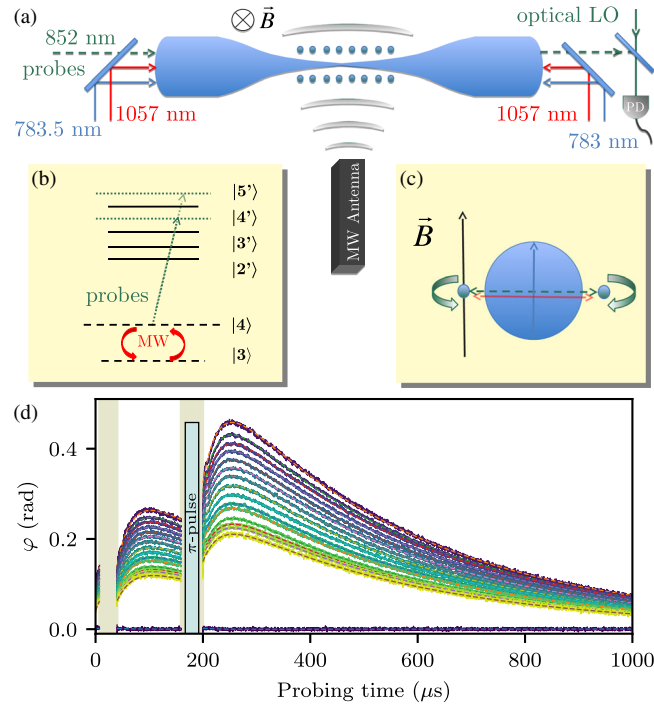 (a)
⊗ B⃗
optical LO
852 nm
probes
1057 nm
783.5 nm
1057 nm
783 nm
PD
MW Antenna
(b)
|5'⟩
|4'⟩
|3'⟩
|2'⟩
probes
|4⟩
MW
|3⟩
(c)
B⃗
(d)
φ (rad)
0.4
0.2
0.0
π-pulse
0
200
400
600
800
1000
Probing time (μs)